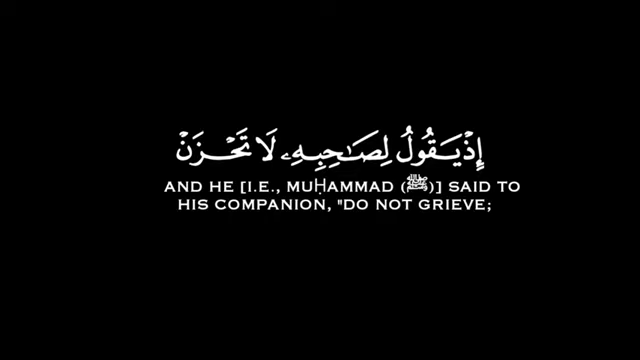 إِذْ يَقُولُ لِصَـٰحِبِهِۦ لَا تَحْزَنْ
AND HE [I.E., MUḤAMMAD (ﷺ)] SAID TO
HIS COMPANION, "DO NOT GRIEVE;